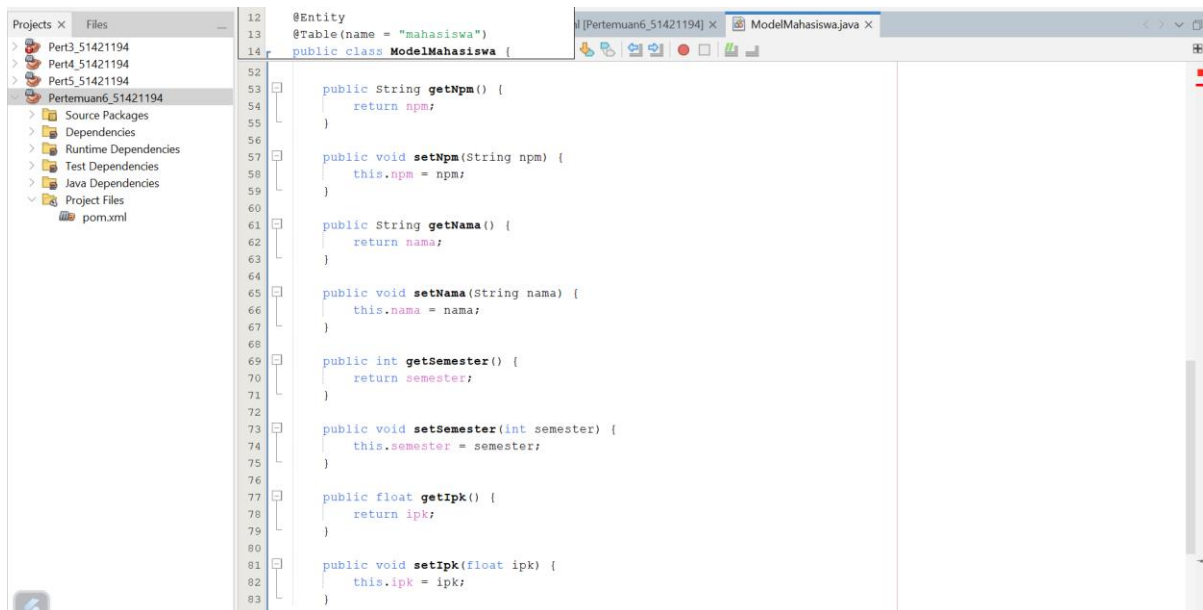 Projects × Files
Pert3_51421194
Pert4_51421194
Pert5_51421194
Pertemuan6_51421194
Source Packages
Dependencies
Runtime Dependencies
Test Dependencies
Java Dependencies
Project Files
pom.xml
ml [Pertemuan6_51421194] × ModelMahasiswa.java ×
12 @Entity
13 @Table(name = "mahasiswa")
14 public class ModelMahasiswa {
52
53 public String getNpm() {
54 return npm;
55 }
56
57 public void setNpm(String npm) {
58 this.npm = npm;
59 }
60
61 public String getNama() {
62 return nama;
63 }
64
65 public void setNama(String nama) {
66 this.nama = nama;
67 }
68
69 public int getSemester() {
70 return semester;
71 }
72
73 public void setSemester(int semester) {
74 this.semester = semester;
75 }
76
77 public float getIpk() {
78 return ipk;
79 }
80
81 public void setIpk(float ipk) {
82 this.ipk = ipk;
83 }